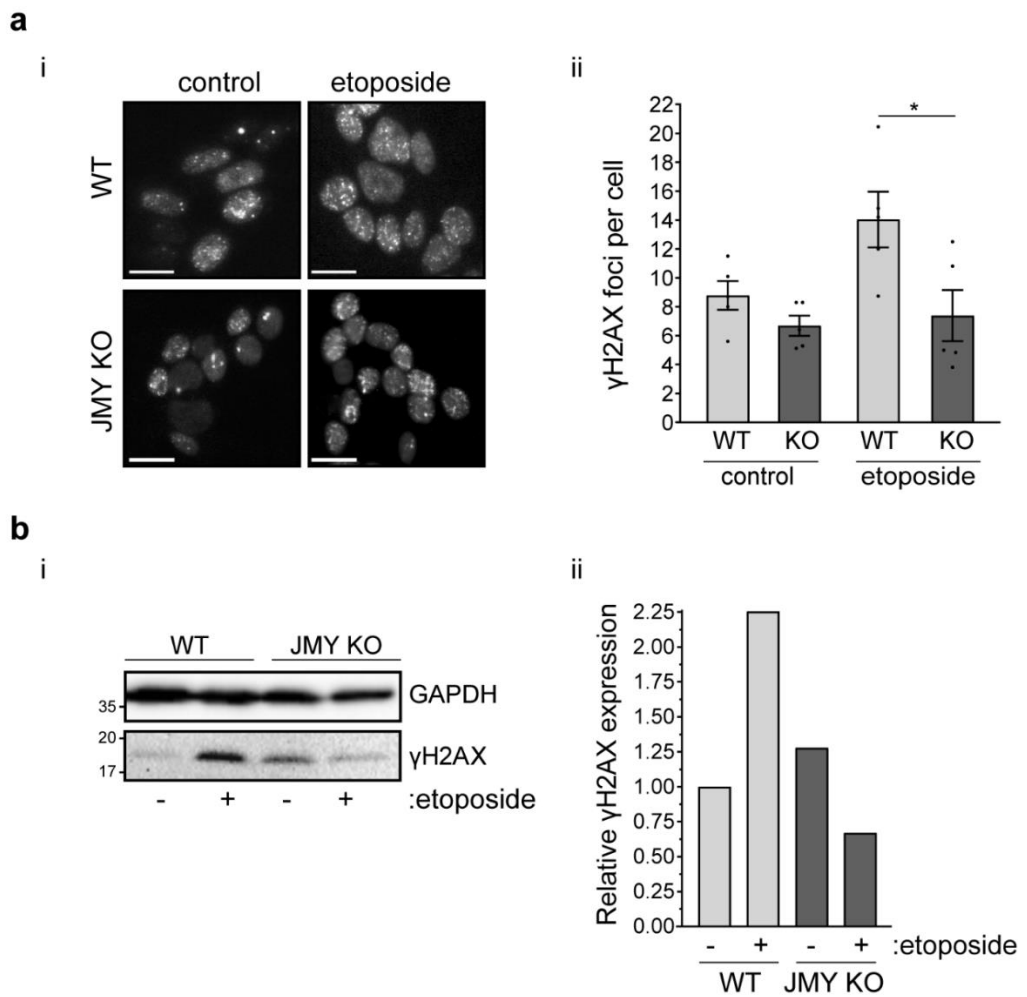 a
i
control etoposide
WT
JMY KO
ii
γH2AX foci per cell
22
20
18
16
14
12
10
8
6
4
2
0
*
WT KO WT KO
control etoposide
b
i
WT JMY KO
35 GAPDH
20
17
γH2AX
- + - + :etoposide
ii
Relative γH2AX expression
2.25
2.00
1.75
1.50
1.25
1.00
0.75
0.50
0.25
0.00
- + - + :etoposide
WT JMY KO